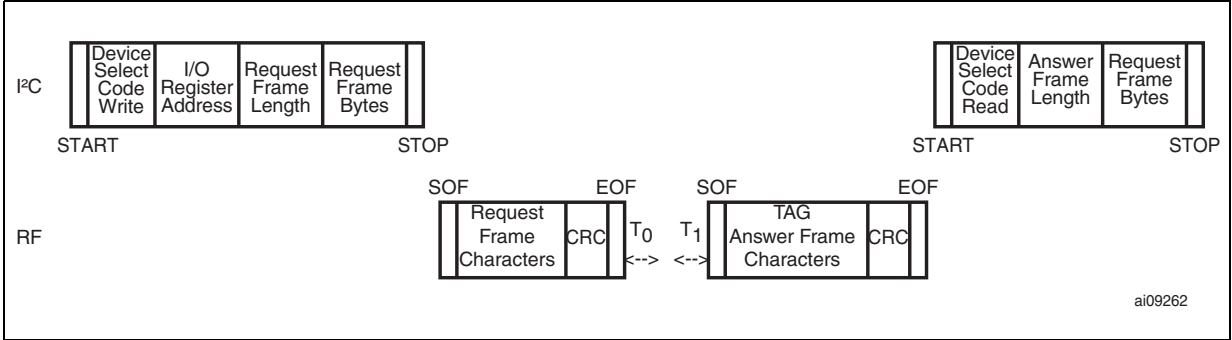 I²C
Device
Select
Code
Write
I/O
Register
Address
Request
Frame
Length
Request
Frame
Bytes
START
STOP
Device
Select
Code
Read
Answer
Frame
Length
Request
Frame
Bytes
START
STOP
RF
SOF
EOF
Request
Frame
Characters
CRC
T0
<-->
T1
<-->
SOF
EOF
TAG
Answer Frame
Characters
CRC
ai09262